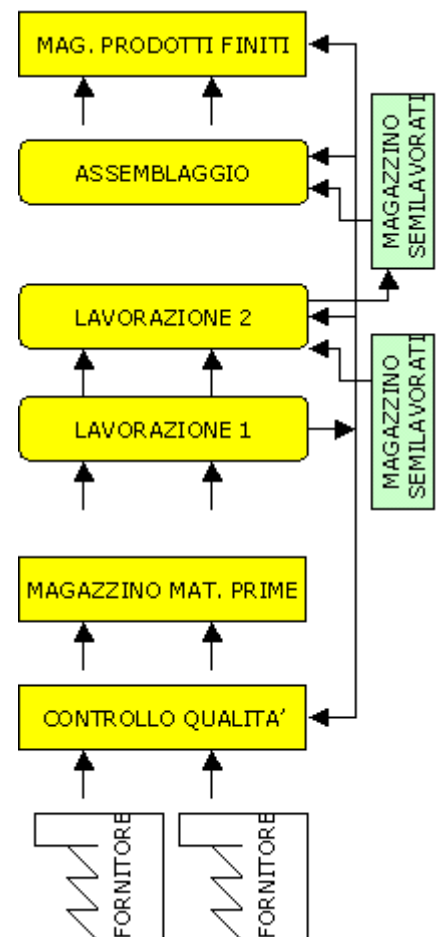 MAG. PRODOTTI FINITI
MAGAZZINO
SEMILAVORATI
ASSEMBLAGGIO
LAVORAZIONE 2
MAGAZZINO
SEMILAVORATI
LAVORAZIONE 1
MAGAZZINO MAT. PRIME
CONTROLLO QUALITA'
FORNITORE
FORNITORE